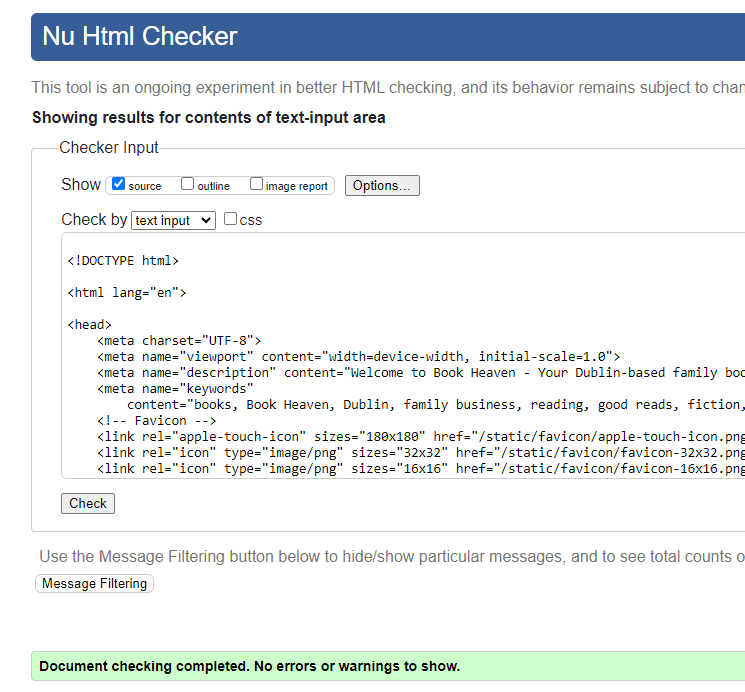 Nu Html Checker
This tool is an ongoing experiment in better HTML checking, and its behavior remains subject to
Showing results for contents of text-input area
Checker Input
Show source outline image report Options...
Check by text input css
<!DOCTYPE html>
<html lang="en">
<head>
<meta charset="UTF-8">
<meta name="viewport" content="width=device-width, initial-scale=1.0">
<meta name="description" content="Welcome to Book Heaven - Your Dublin-based family
<meta name="keywords"
content="books, Book Heaven, Dublin, family business, reading, good reads, fiction,
<!-- Favicon -->
<link rel="apple-touch-icon" sizes="180x180" href="/static/favicon/apple-touch-icon.png
<link rel="icon" type="image/png" sizes="32x32" href="/static/favicon/favicon-32x32.png
<link rel="icon" type="image/png" sizes="16x16" href="/static/favicon/favicon-16x16.png
Check
Use the Message Filtering button below to hide/show particular messages, and to see total counts
Message Filtering
Document checking completed. No errors or warnings to show.